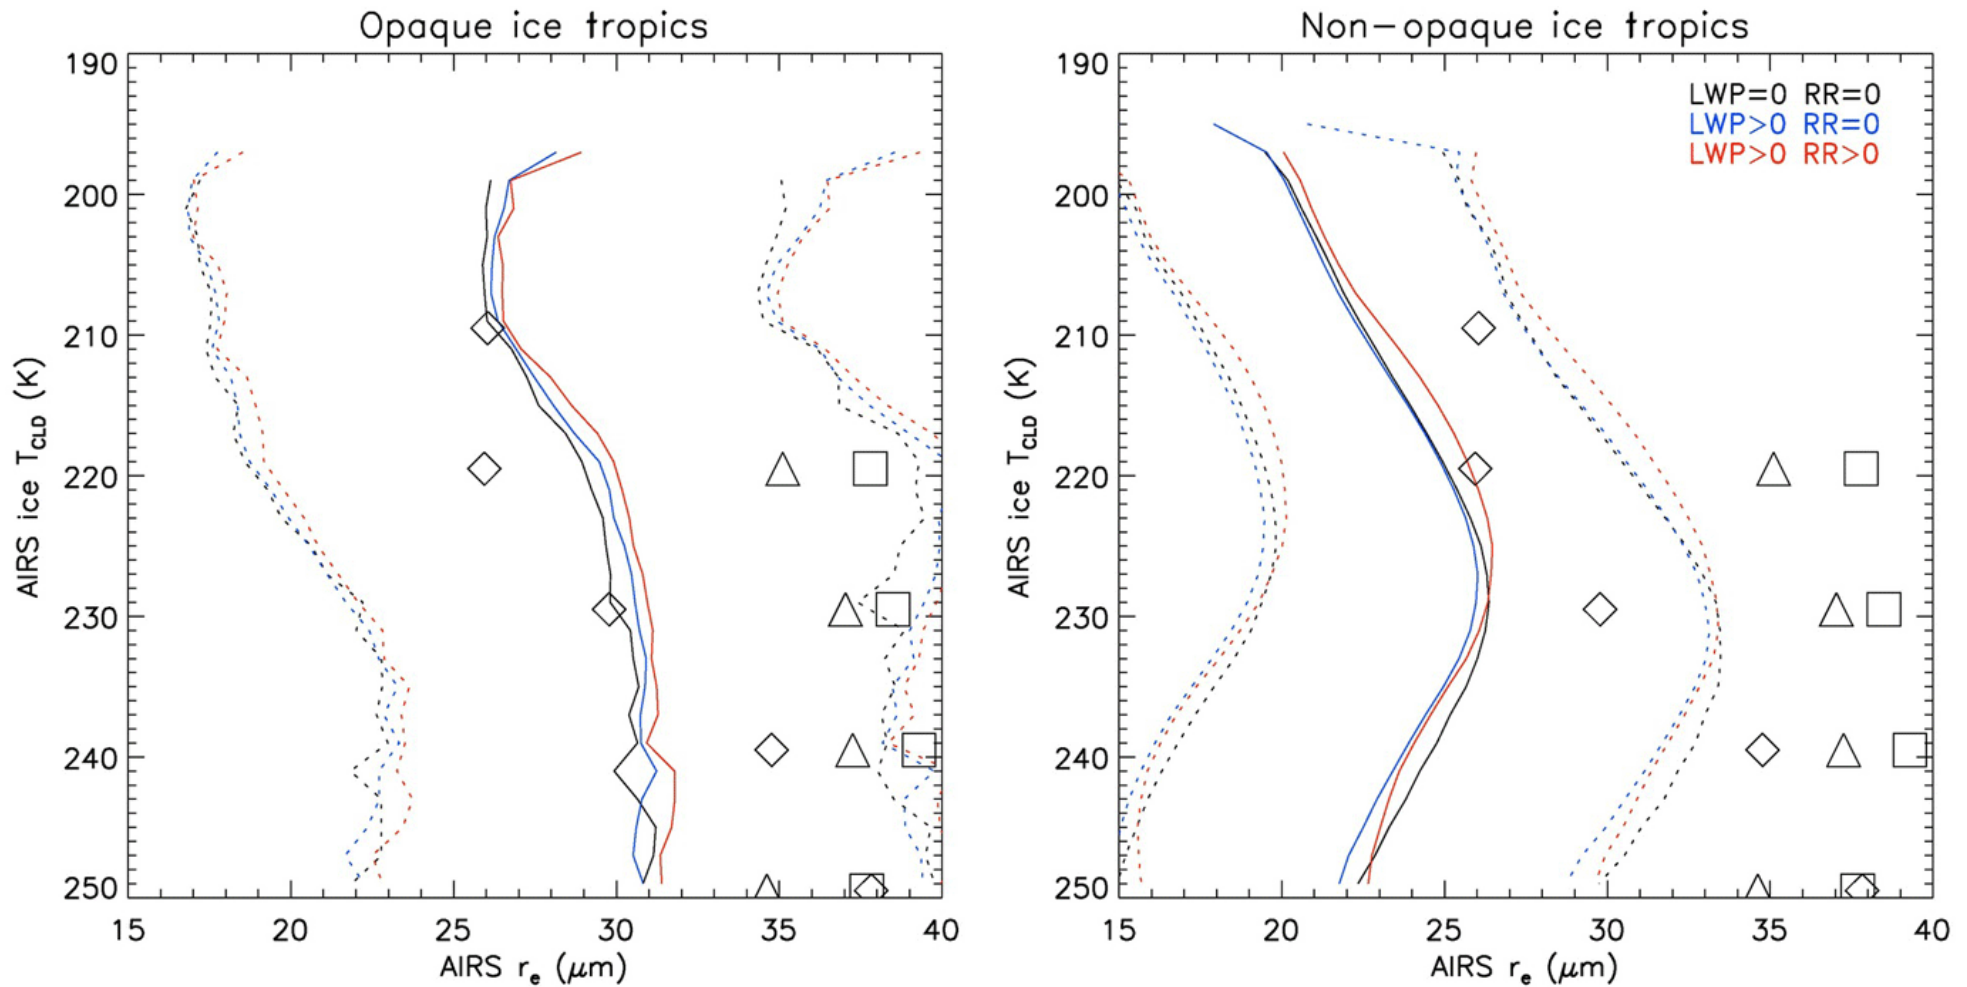 Opaque ice tropics
190
200
210
220
230
240
250
AIRS ice T_CLD (K)
15 20 25 30 35 40
AIRS r_e (μm)
Non-opaque ice tropics
LWP=0 RR=0
LWP>0 RR=0
LWP>0 RR>0
190
200
210
220
230
240
250
AIRS ice T_CLD (K)
15 20 25 30 35 40
AIRS r_e (μm)